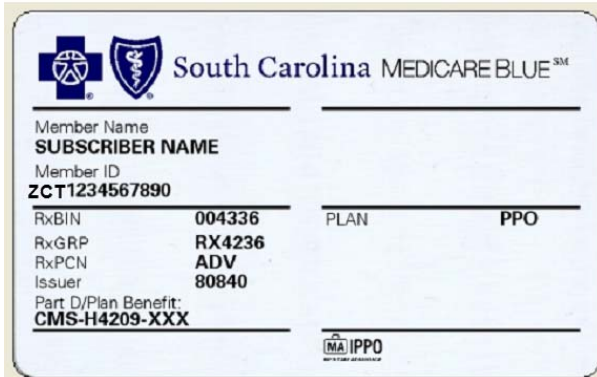 South Carolina MEDICARE BLUE SM
Member Name
SUBSCRIBER NAME
Member ID
ZCT1234567890
RxBIN 004336
RxGRP RX4236
RxPCN ADV
Issuer 80840
Part D/Plan Benefit:
CMS-H4209-XXX
PLAN PPO
MA PPO